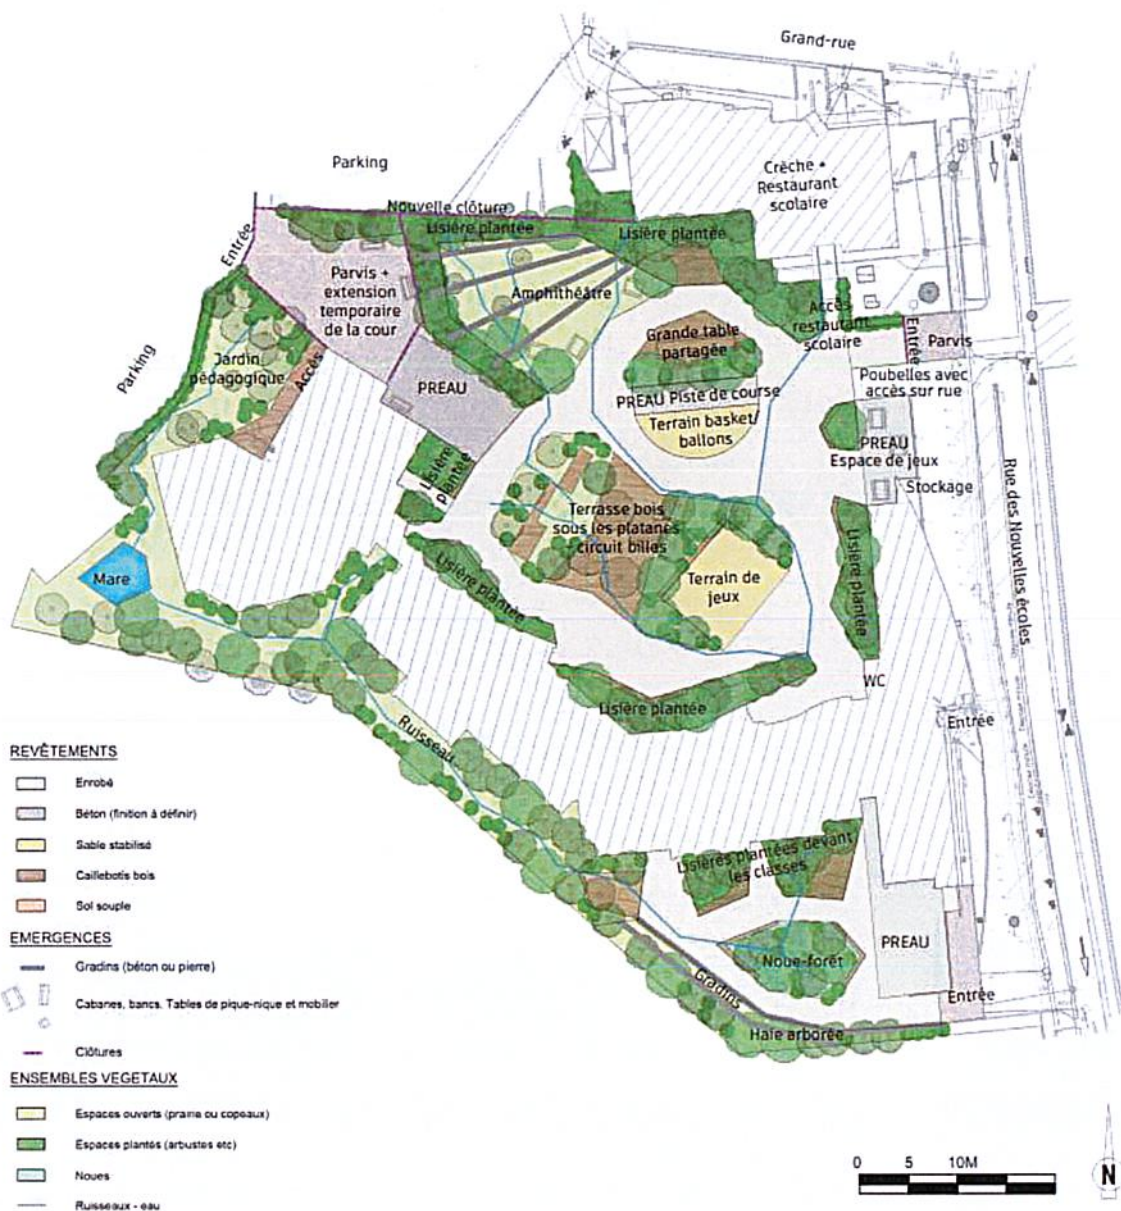 Grand-rue
Parking
Crèche +
Restaurant
scolaire
Nouvelle clôture
Lisière plantée
Lisière plantée
Entrée
Parvis +
extension
temporaire
de la cour
Amphithéâtre
Accès
restaurant
scolaire
Entrée
Parvis
Grande table
partagée
Parking
Jardin
pédagogique
Accès
PREAU
PREAU Piste de course
Terrain basket/
ballons
Poubelles avec
accès sur rue
PREAU
Espace de jeux
Stockage
Lisière
plantée
Rue des Nouvelles écoles
Terrasse bois
sous les platanes
circuit billes
Lisière plantée
Mare
Lisière plantée
Terrain de
jeux
WC
Lisière plantée
Entrée
Ruisseau
Lisières plantées devant
les classes
PREAU
Noue-forêt
Gradins
Entrée
Haie arborée
REVÊTEMENTS
Enrobé
Béton (finition à définir)
Sable stabilisé
Caillebotis bois
Sol souple
EMERGENCES
Gradins (béton ou pierre)
Cabanes, bancs. Tables de pique-nique et mobilier
Clôtures
ENSEMBLES VEGETAUX
Espaces ouverts (prairie ou copeaux)
Espaces plantés (arbustes etc)
Noues
Ruisseaux - eau
0 5 10M
N